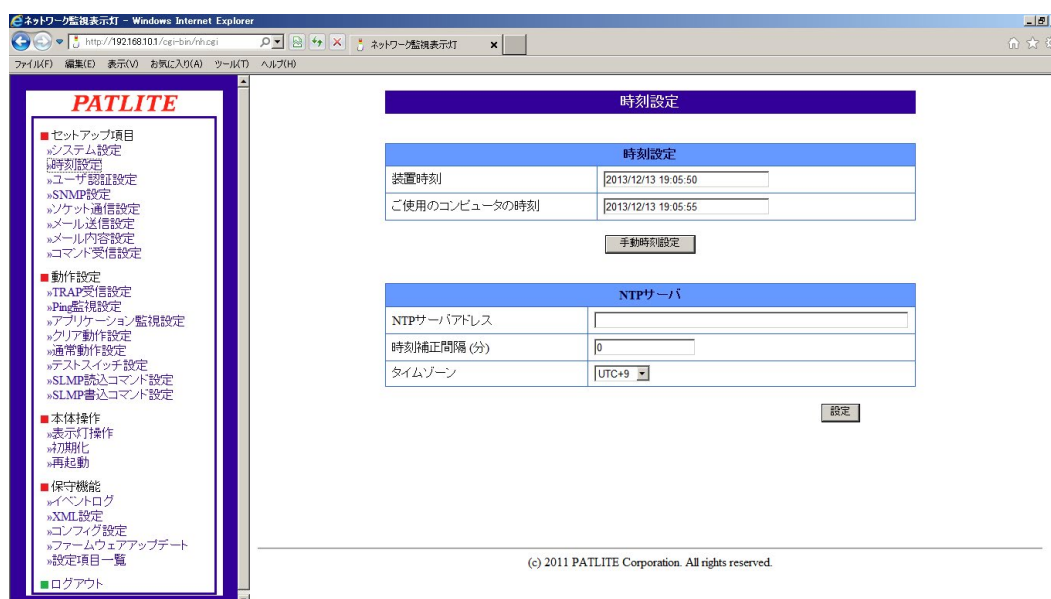 ネットワーク監視表示灯 - Windows Internet Explorer
http://192.168.10.1/cgi-bin/nh.cgi
ネットワーク監視表示灯
ファイル(F) 編集(E) 表示(V) お気に入り(A) ツール(T) ヘルプ(H)
PATLITE
■セットアップ項目
»システム設定
»時刻設定
»ユーザ認証設定
»SNMP設定
»ソケット通信設定
»メール送信設定
»メール内容設定
»コマンド受信設定
■動作設定
»TRAP受信設定
»Ping監視設定
»アプリケーション監視設定
»クリア動作設定
»通常動作設定
»テストスイッチ設定
»SLMP読込コマンド設定
»SLMP書込コマンド設定
■本体操作
»表示灯操作
»初期化
»再起動
■保守機能
»イベントログ
»XML設定
»コンフィグ設定
»ファームウェアアップデート
»設定項目一覧
■ログアウト
時刻設定
時刻設定
装置時刻 2013/12/13 19:05:50
ご使用のコンピュータの時刻 2013/12/13 19:05:55
手動時刻設定
NTPサーバ
NTPサーバアドレス
時刻補正間隔 (分) 0
タイムゾーン UTC+9
設定
(c) 2011 PATLITE Corporation. All rights reserved.